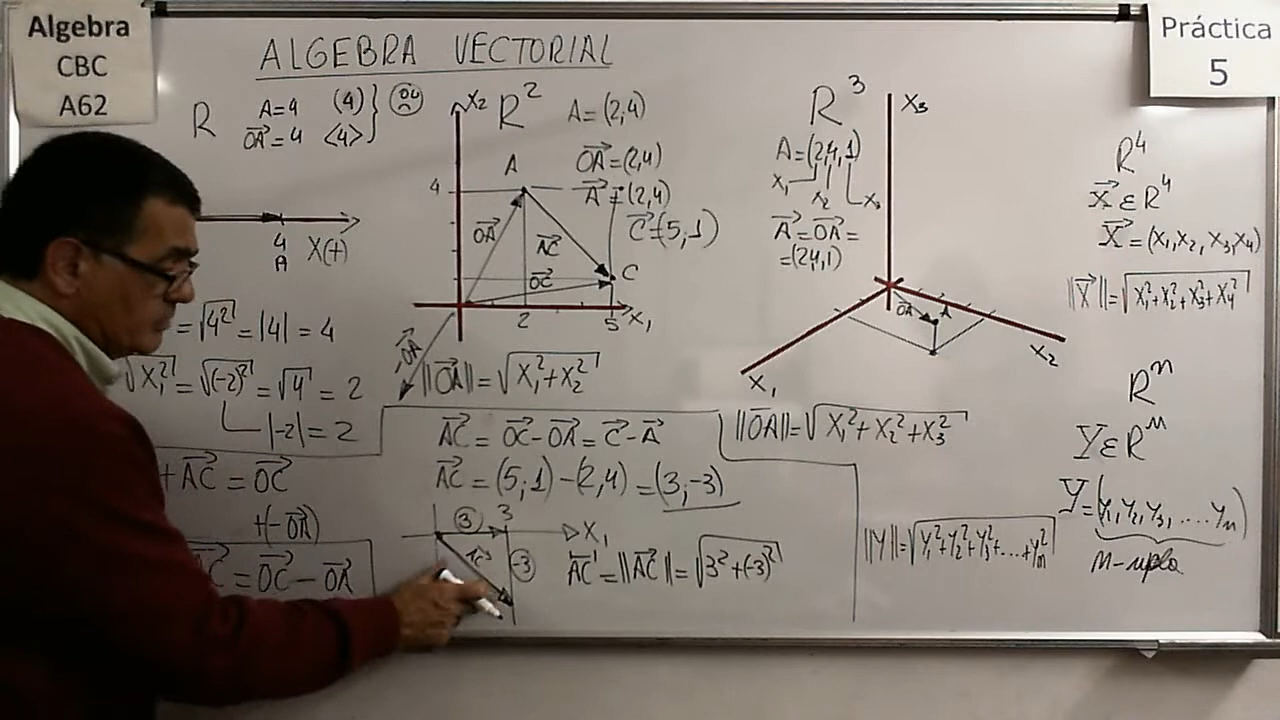 Algebra
CBC
A62
Práctica
5
ALGEBRA VECTORIAL
R
A=4 (4)
OA=4 <4>
4
A
X(+)
=√4² = |4| = 4
√X₁² = √(-2)² = √4 = 2
|-2| = 2
+AC = OC
+(-OA)
C = OC - OA
X₂ R²
A=(2,4)
OA=(2,4)
A=(2,4)
C=(5,1)
A
4
OA
AC
OC
C
2
5
X₁
-OA
||OA||=√X₁²+X₂²
AC = OC-OA = C-A
AC = (5,1)-(2,4)=(3,-3)
3
3
X₁
AC
-3
AC=||AC||=√3²+(-3)²
R³
A=(2,4,1)
X₁ X₂ X₃
A=OA=
=(2,4,1)
X₃
OA
A
X₁
X₂
||OA||=√X₁²+X₂²+X₃²
R⁴
X ε R⁴
X=(X₁,X₂,X₃,X₄)
||X||=√X₁²+X₂²+X₃²+X₄²
Rⁿ
Y ε Rⁿ
Y=(y₁,y₂,y₃,....yₙ)
n-upla
||Y||=√y₁²+y₂²+y₃²+...+yₙ²